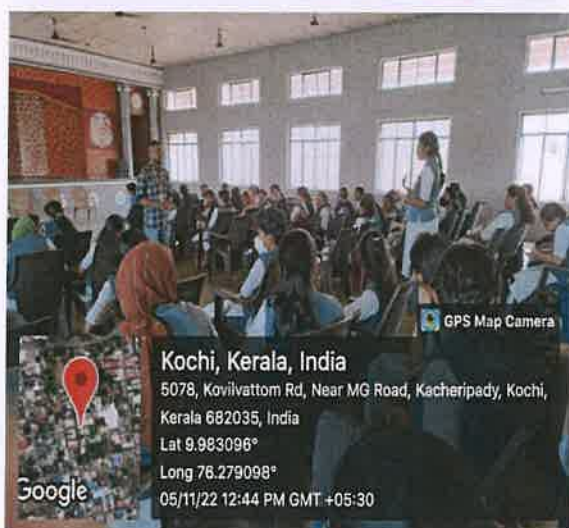 GPS Map Camera
Kochi, Kerala, India
5078, Kovilvattom Rd, Near MG Road, Kacheripady, Kochi,
Kerala 682035, India
Lat 9.983096°
Long 76.279098°
05/11/22 12:44 PM GMT +05:30
Google